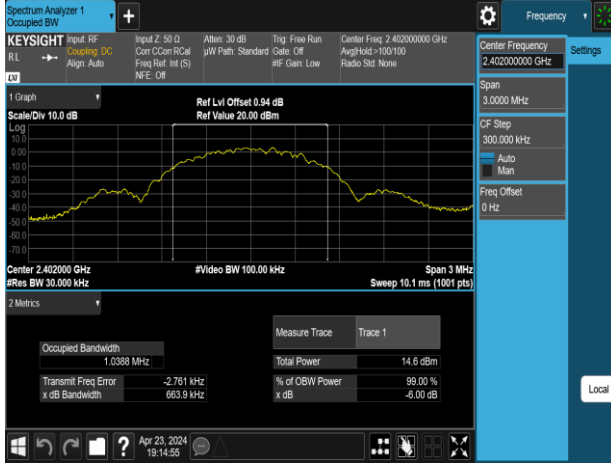 Spectrum Analyzer 1
Occupied BW
+
Frequency
KEYSIGHT
RL
LXI
Input: RF
Coupling: DC
Align: Auto
Input Z: 50 Ω
Corr CCorr RCal
Freq Ref: Int (S)
NFE: Off
Atten: 30 dB
µW Path: Standard
Trig: Free Run
Gate: Off
#IF Gain: Low
Center Freq: 2.402000000 GHz
Avg|Hold:>100/100
Radio Std: None
Center Frequency
2.402000000 GHz
Settings
Span
3.0000 MHz
CF Step
300.000 kHz
Auto
Man
Freq Offset
0 Hz
Local
1 Graph
Scale/Div 10.0 dB
Ref Lvl Offset 0.94 dB
Ref Value 20.00 dBm
Log
10.0
0.00
-10.0
-20.0
-30.0
-40.0
-50.0
-60.0
-70.0
Center 2.402000 GHz
#Res BW 30.000 kHz
#Video BW 100.00 kHz
Span 3 MHz
Sweep 10.1 ms (1001 pts)
2 Metrics
Measure Trace Trace 1
Occupied Bandwidth
1.0388 MHz
Total Power 14.6 dBm
Transmit Freq Error -2.761 kHz
% of OBW Power 99.00 %
x dB Bandwidth 663.9 kHz
x dB -6.00 dB
?
Apr 23, 2024
19:14:55